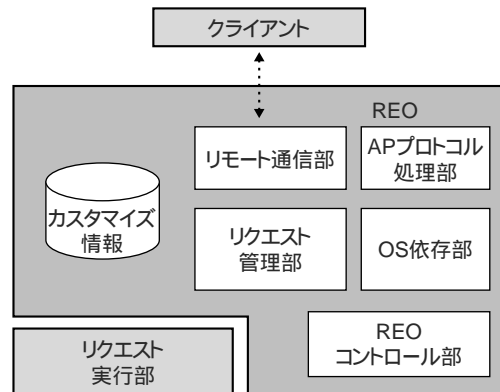 クライアント
REO
リモート通信部
APプロトコル
処理部
カスタマイズ
情報
リクエスト
管理部
OS依存部
REO
コントロール部
リクエスト
実行部